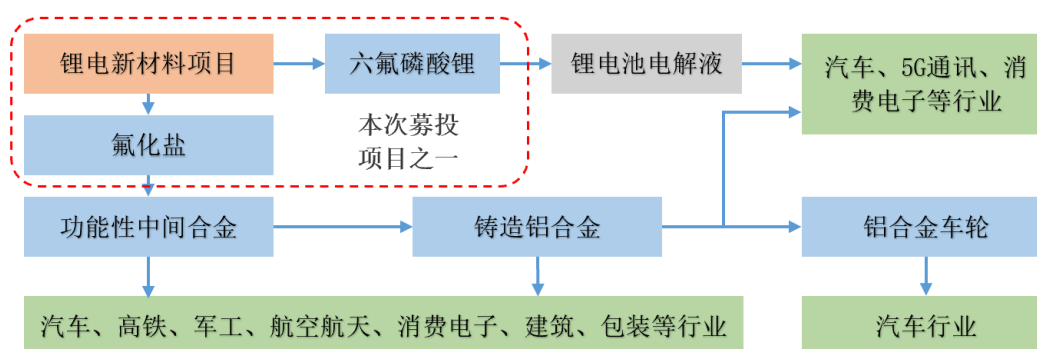 锂电新材料项目
六氟磷酸锂
锂电池电解液
汽车、5G通讯、消
费电子等行业
氟化盐
本次募投
项目之一
功能性中间合金
铸造铝合金
铝合金车轮
汽车、高铁、军工、航空航天、消费电子、建筑、包装等行业
汽车行业